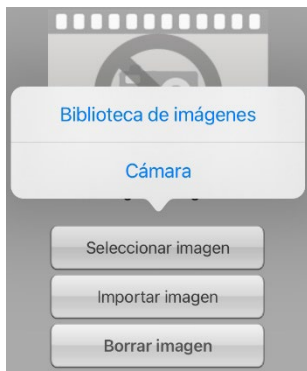 Biblioteca de imágenes
Cámara
Seleccionar imagen
Importar imagen
Borrar imagen